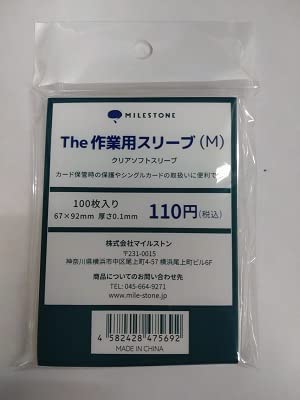 MILESTONE
The 作業用スリーブ (M)
クリアソフトスリーブ
カード保管時の保護やシングルカードの取扱いに便利で
100枚入り
67×92mm 厚さ0.1mm
110円(税込)
株式会社マイルストン
〒231-0015
神奈川県横浜市中区尾上町4-57 横浜尾上町ビル6F
商品についてのお問い合わせ先
TEL: 045-664-9271
www.mile-stone.jp
4 582428 475692
MADE IN CHINA